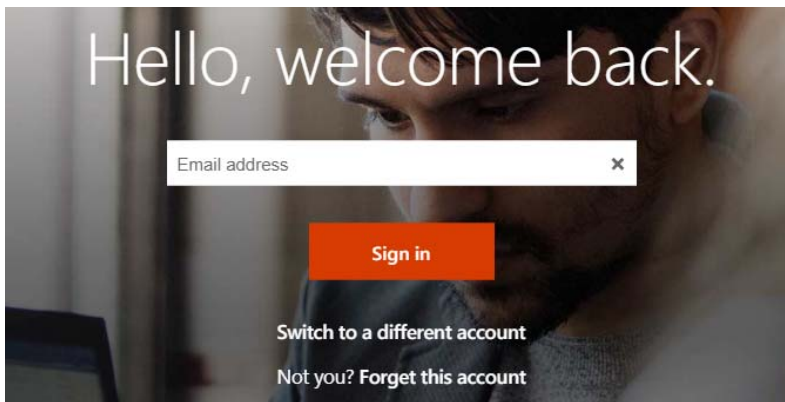 Hello, welcome back.
Email address ×
Sign in
Switch to a different account
Not you? Forget this account